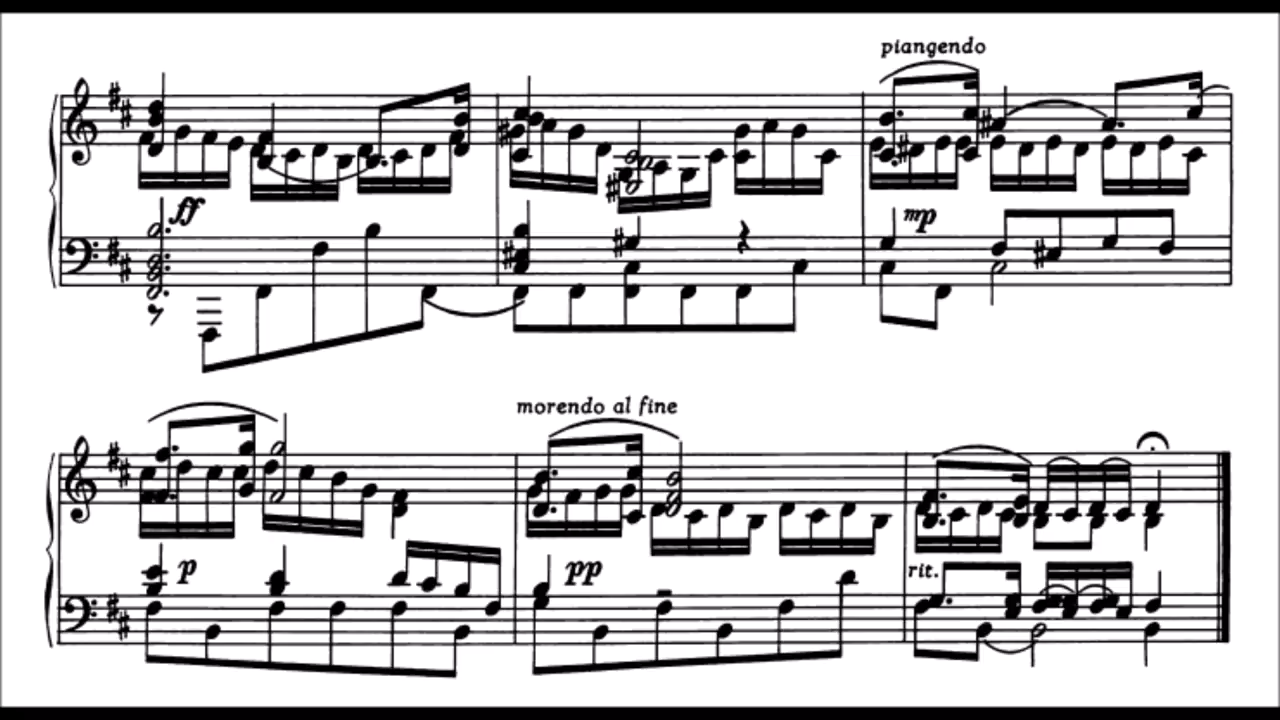 piangendo
ff
p
mp
morendo al fine
p
pp
rit.